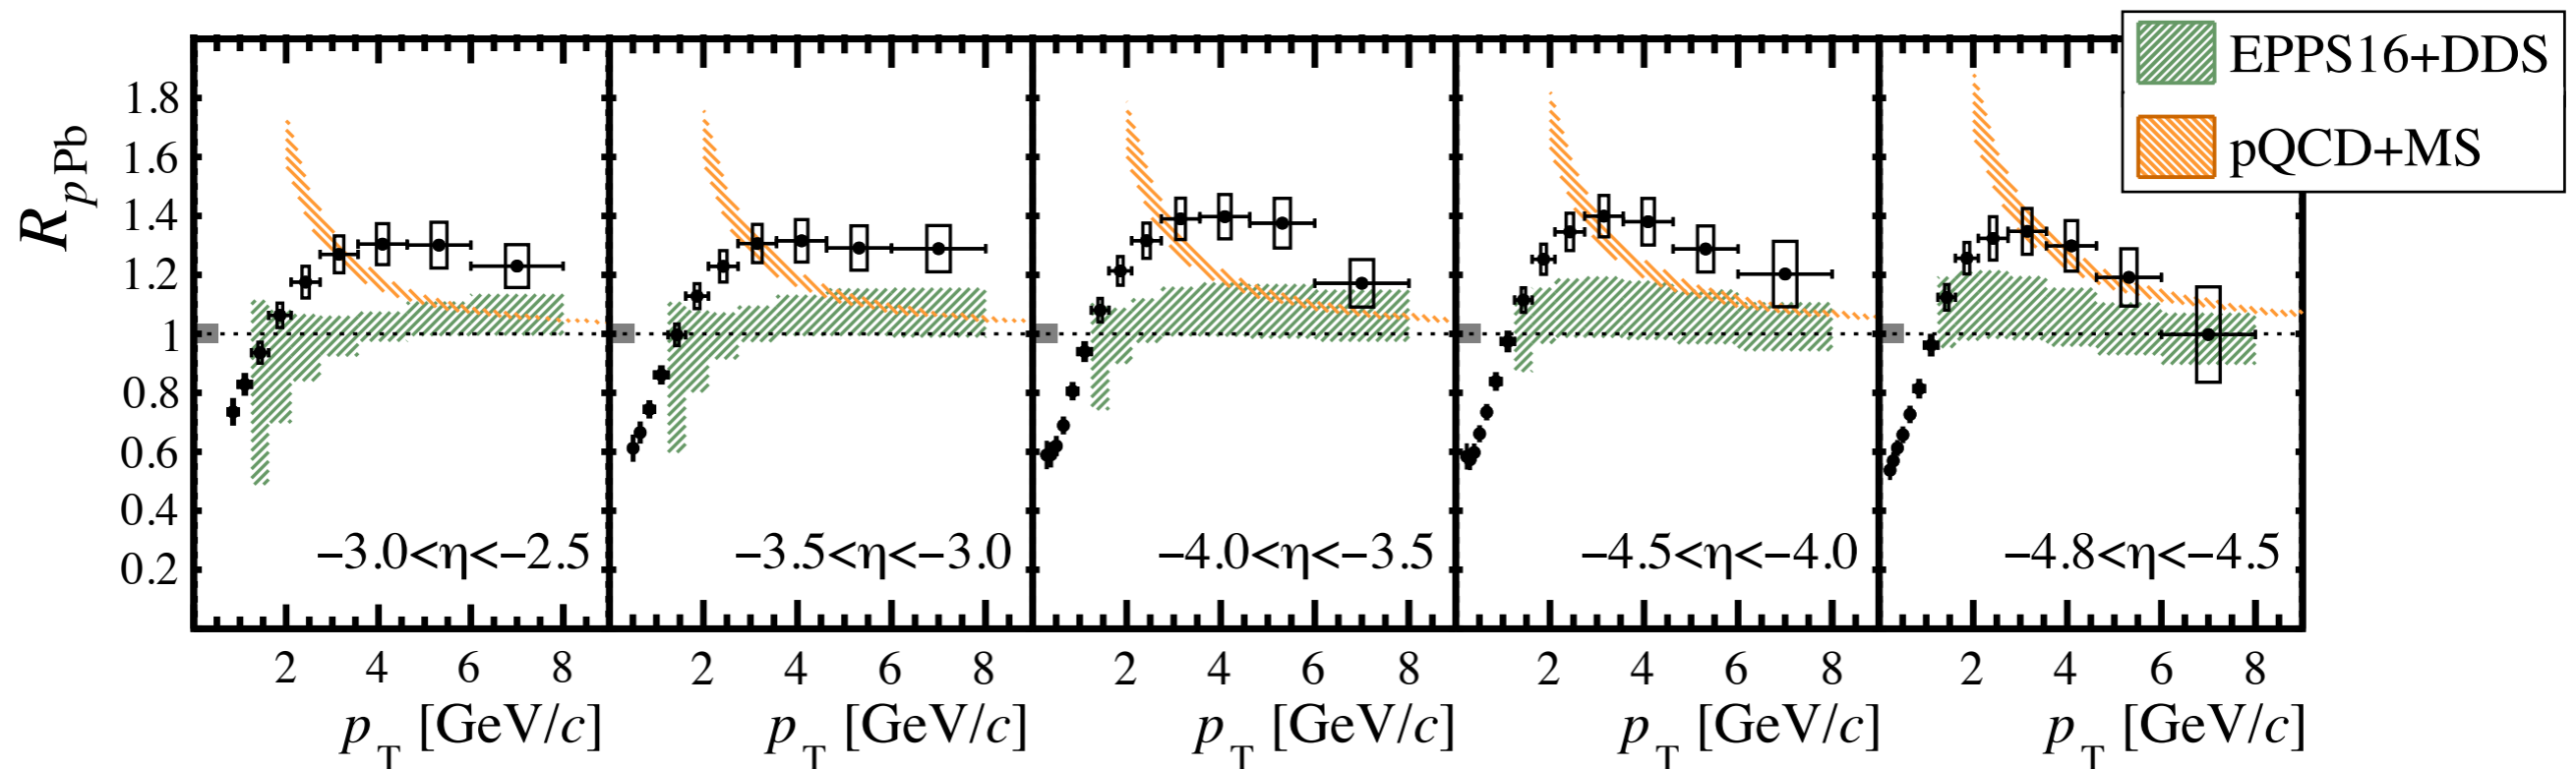 EPPS16+DDS
pQCD+MS
R_pPb
1.8
1.6
1.4
1.2
1
0.8
0.6
0.4
0.2
−3.0<η<−2.5 −3.5<η<−3.0 −4.0<η<−3.5 −4.5<η<−4.0 −4.8<η<−4.5
2 4 6 8 2 4 6 8 2 4 6 8 2 4 6 8 2 4 6 8
p_T [GeV/c] p_T [GeV/c] p_T [GeV/c] p_T [GeV/c] p_T [GeV/c]